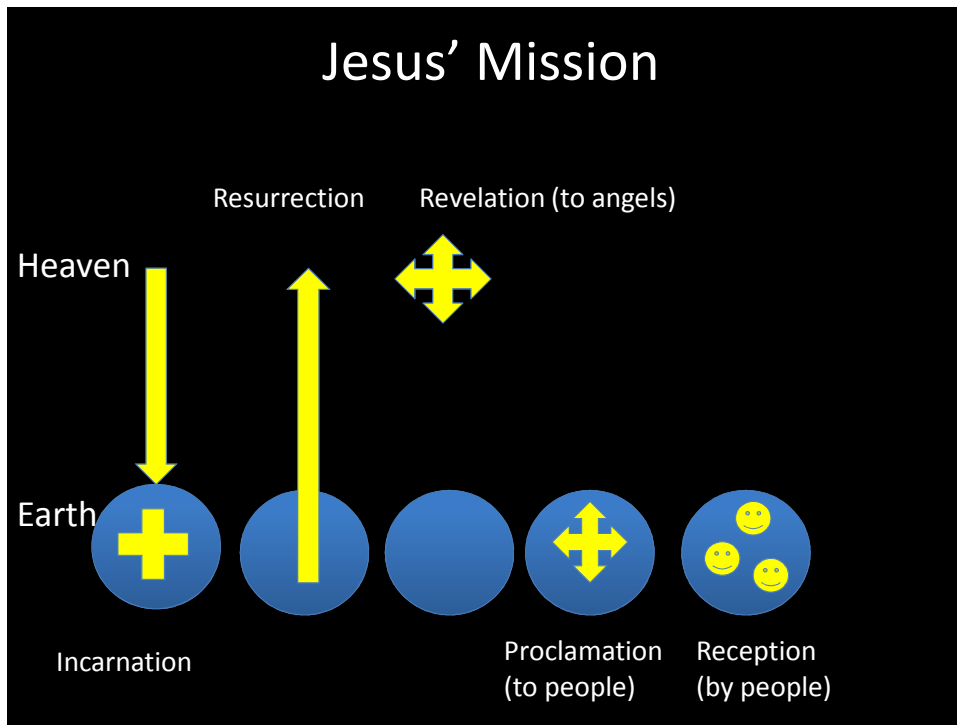 Jesus’ Mission
Resurrection
Revelation (to angels)
Heaven
Earth
Incarnation
Proclamation
(to people)
Reception
(by people)